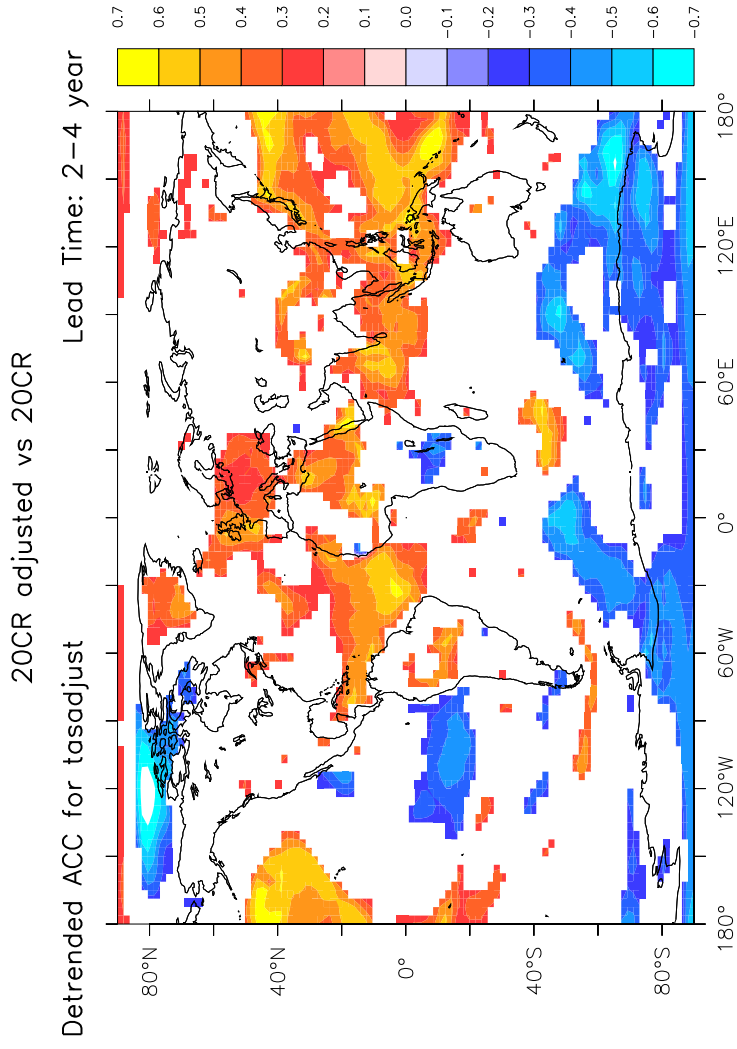 20CR adjusted vs 20CR
Detrended ACC for tasadjust
Lead Time: 2-4 year
80°N
40°N
0°
40°S
80°S
180°
120°W
60°W
0°
60°E
120°E
180°
0.7
0.6
0.5
0.4
0.3
0.2
0.1
0.0
-0.1
-0.2
-0.3
-0.4
-0.5
-0.6
-0.7